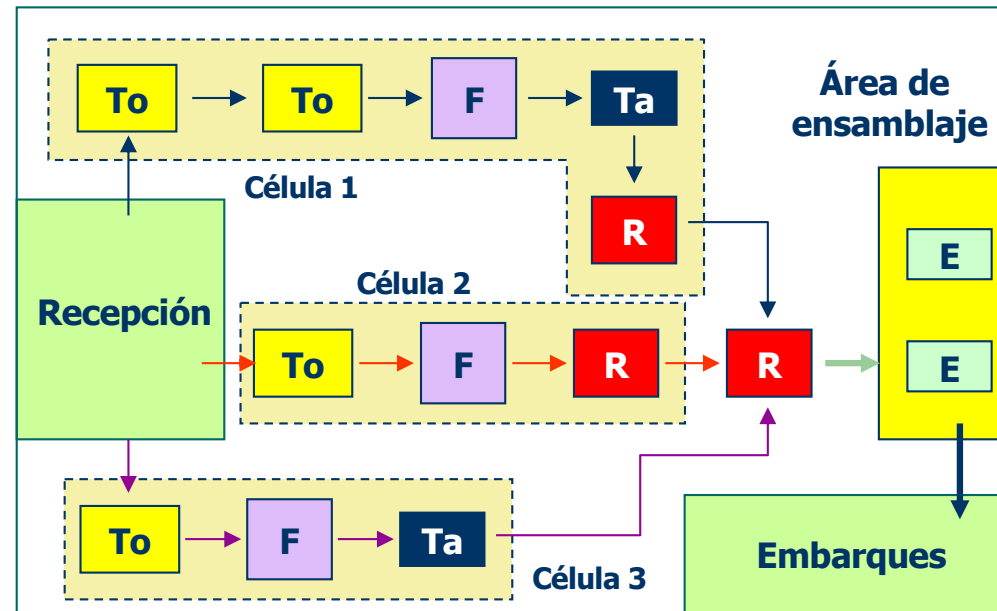 To
To
F
Ta
Área de
ensamblaje
Célula 1
R
E
Recepción
Célula 2
To
F
R
R
E
To
F
Ta
Célula 3
Embarques